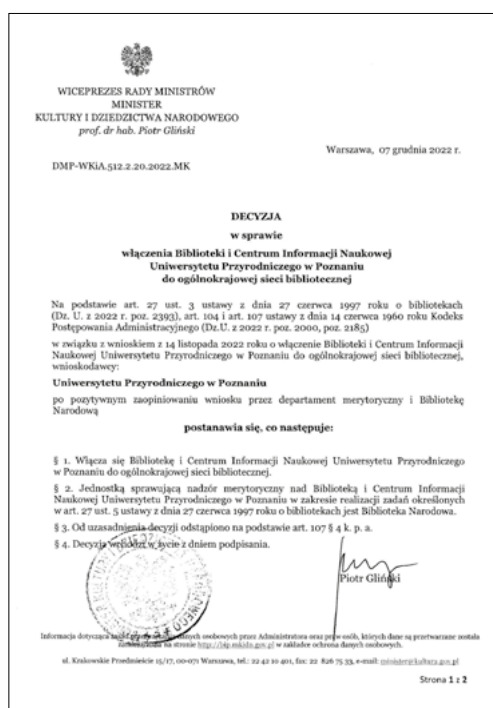 WICEPREZES RADY MINISTRÓW
MINISTER
KULTURY I DZIEDZICTWA NARODOWEGO
prof. dr hab. Piotr Gliński
Warszawa, 07 grudnia 2022 r.
DMP-WKiA.512.2.20.2022.MK
DECYZJA
w sprawie
włączenia Biblioteki i Centrum Informacji Naukowej
Uniwersytetu Przyrodniczego w Poznaniu
do ogólnokrajowej sieci bibliotecznej
Na podstawie art. 27 ust. 3 ustawy z dnia 27 czerwca 1997 roku o bibliotekach
(Dz. U. z 2022 r. poz. 2393), art. 104 i art. 107 ustawy z dnia 14 czerwca 1960 roku Kodeks
Postępowania Administracyjnego (Dz.U. z 2022 r. poz. 2000, poz. 2185)
w związku z wnioskiem z 14 listopada 2022 roku o włączenie Biblioteki i Centrum Informacji
Naukowej Uniwersytetu Przyrodniczego w Poznaniu do ogólnokrajowej sieci bibliotecznej,
wnioskodawcy:
Uniwersytetu Przyrodniczego w Poznaniu
po pozytywnym zaopiniowaniu wniosku przez departament merytoryczny i Bibliotekę
Narodową
postanawia się, co następuje:
§ 1. Włącza się Bibliotekę i Centrum Informacji Naukowej Uniwersytetu Przyrodniczego
w Poznaniu do ogólnokrajowej sieci bibliotecznej.
§ 2. Jednostką sprawującą nadzór merytoryczny nad Biblioteką i Centrum Informacji
Naukowej Uniwersytetu Przyrodniczego w Poznaniu w zakresie realizacji zadań określonych
w art. 27 ust. 5 ustawy z dnia 27 czerwca 1997 roku o bibliotekach jest Biblioteka Narodowa.
§ 3. Od uzasadnienia decyzji odstąpiono na podstawie art. 107 § 4 k. p. a.
§ 4. Decyzja wchodzi w życie z dniem podpisania.
Piotr Gliński
Informacja dotycząca danych osobowych przez Administratora oraz praw osób, których dane są przetwarzane została
na stronie http://bip.mkidn.gov.pl w zakładce ochrona danych osobowych.
ul. Krakowskie Przedmieście 15/17, 00-071 Warszawa, tel.: 22 42 10 401, fax: 22 826 75 33, e-mail: minister@kultura.gov.pl
Strona 1 z 2